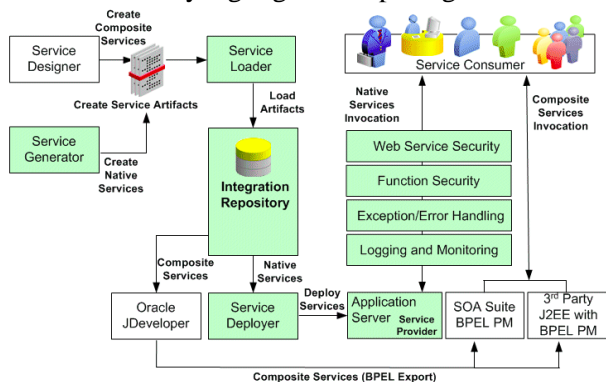 Create
Composite
Services
Service
Designer
Service
Loader
Create Service Artifacts
Load
Artifacts
Service
Generator
Create
Native
Services
Integration
Repository
Composite
Services
Native
Services
Oracle
JDeveloper
Service
Deployer
Deploy
Services
Service Consumer
Native
Services
Invocation
Composite
Services
Invocation
Web Service Security
Function Security
Exception/Error Handling
Logging and Monitoring
Application
Server
Service
Provider
SOA Suite
BPEL PM
3rd Party
J2EE with
BPEL PM
Composite Services (BPEL Export)